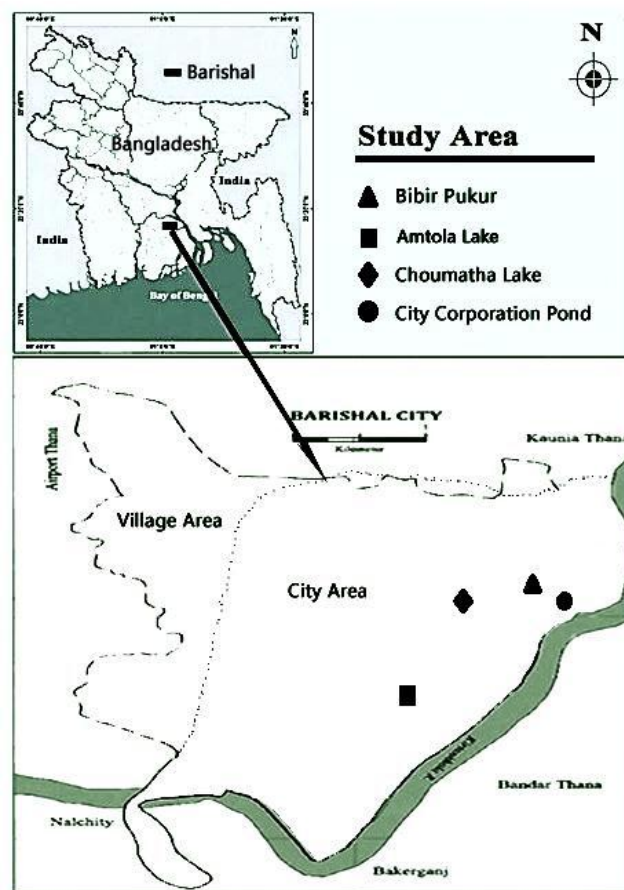 N
Barishal
Bangladesh
India
India
Bay of Bengal
Study Area
Bibir Pukur
Amtola Lake
Choumatha Lake
City Corporation Pond
BARISHAL CITY
Kilometer
Kaunia Thana
Airport Thana
Village Area
City Area
Bandar Thana
Nalchity
Bakerganj